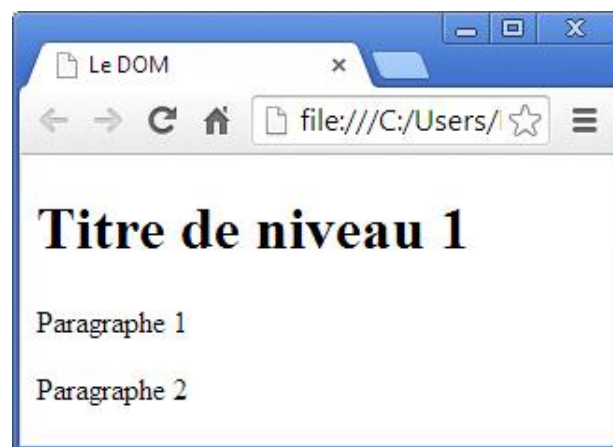 Le DOM
file:///C:/Users/
Titre de niveau 1
Paragraphe 1
Paragraphe 2